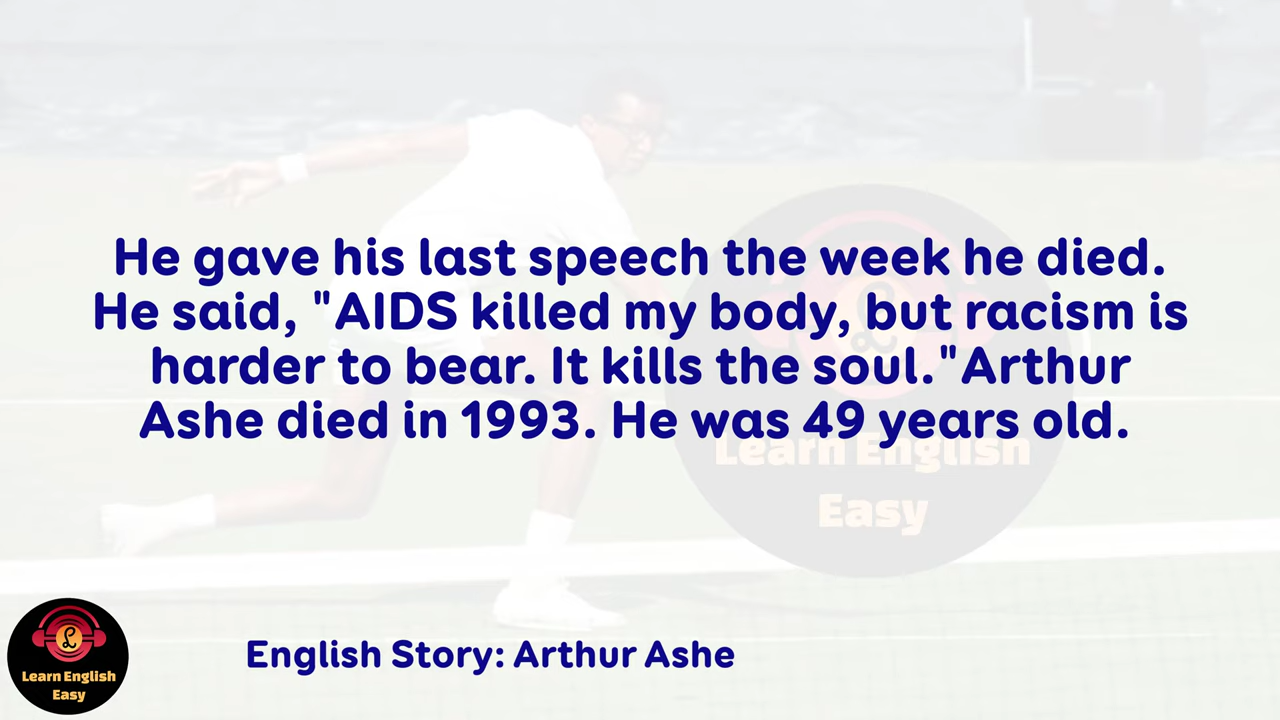 He gave his last speech the week he died.
He said, "AIDS killed my body, but racism is
harder to bear. It kills the soul."Arthur
Ashe died in 1993. He was 49 years old.
Learn English
Easy
English Story: Arthur Ashe
Learn English
Easy